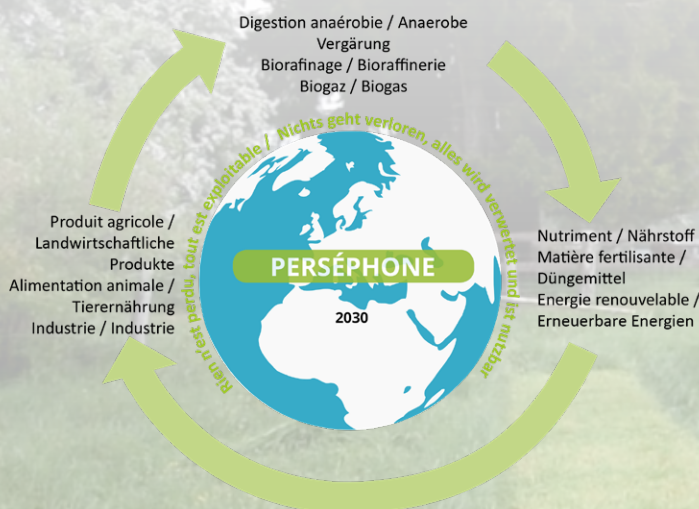 Digestion anaérobie / Anaerobe
Vergärung
Biorafinage / Bioraffinerie
Biogaz / Biogas
Rien n'est perdu, tout est exploitable / Nichts geht verloren, alles wird verwertet und ist nutzbar
Produit agricole /
Landwirtschaftliche
Produkte
Alimentation animale /
Tierernährung
Industrie / Industrie
PERSÉPHONE
2030
Nutriment / Nährstoff
Matière fertilisante /
Düngemittel
Energie renouvelable /
Erneuerbare Energien